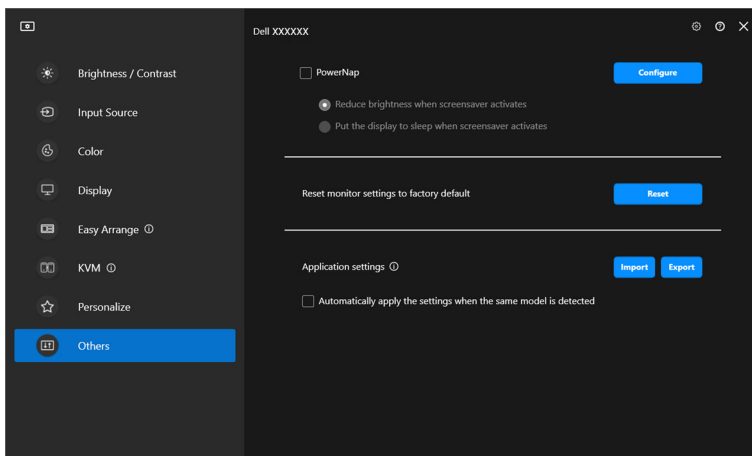 Dell XXXXXX
Brightness / Contrast
Input Source
Color
Display
Easy Arrange
KVM
Personalize
Others
PowerNap
Configure
Reduce brightness when screensaver activates
Put the display to sleep when screensaver activates
Reset monitor settings to factory default
Reset
Application settings
Import Export
Automatically apply the settings when the same model is detected